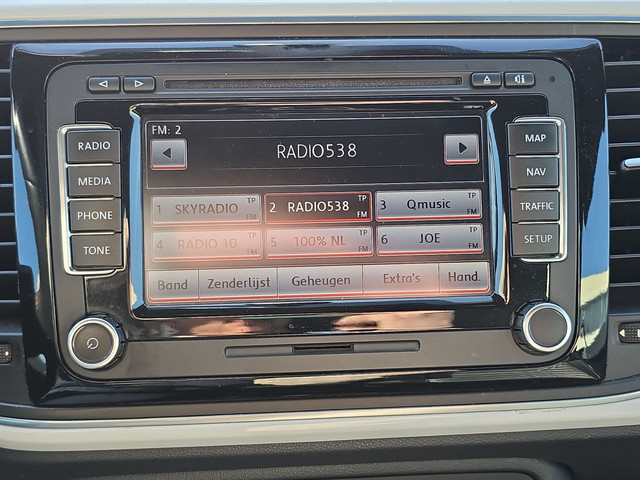 FM: 2
RADIO538
RADIO
MEDIA
PHONE
TONE
1 SKYRADIO TP FM
2 RADIO538 TP FM
3 Qmusic TP FM
4 RADIO 10 TP FM
5 100% NL TP FM
6 JOE TP FM
Band Zenderlijst Geheugen Extra's Hand.
MAP
NAV
TRAFFIC
SETUP